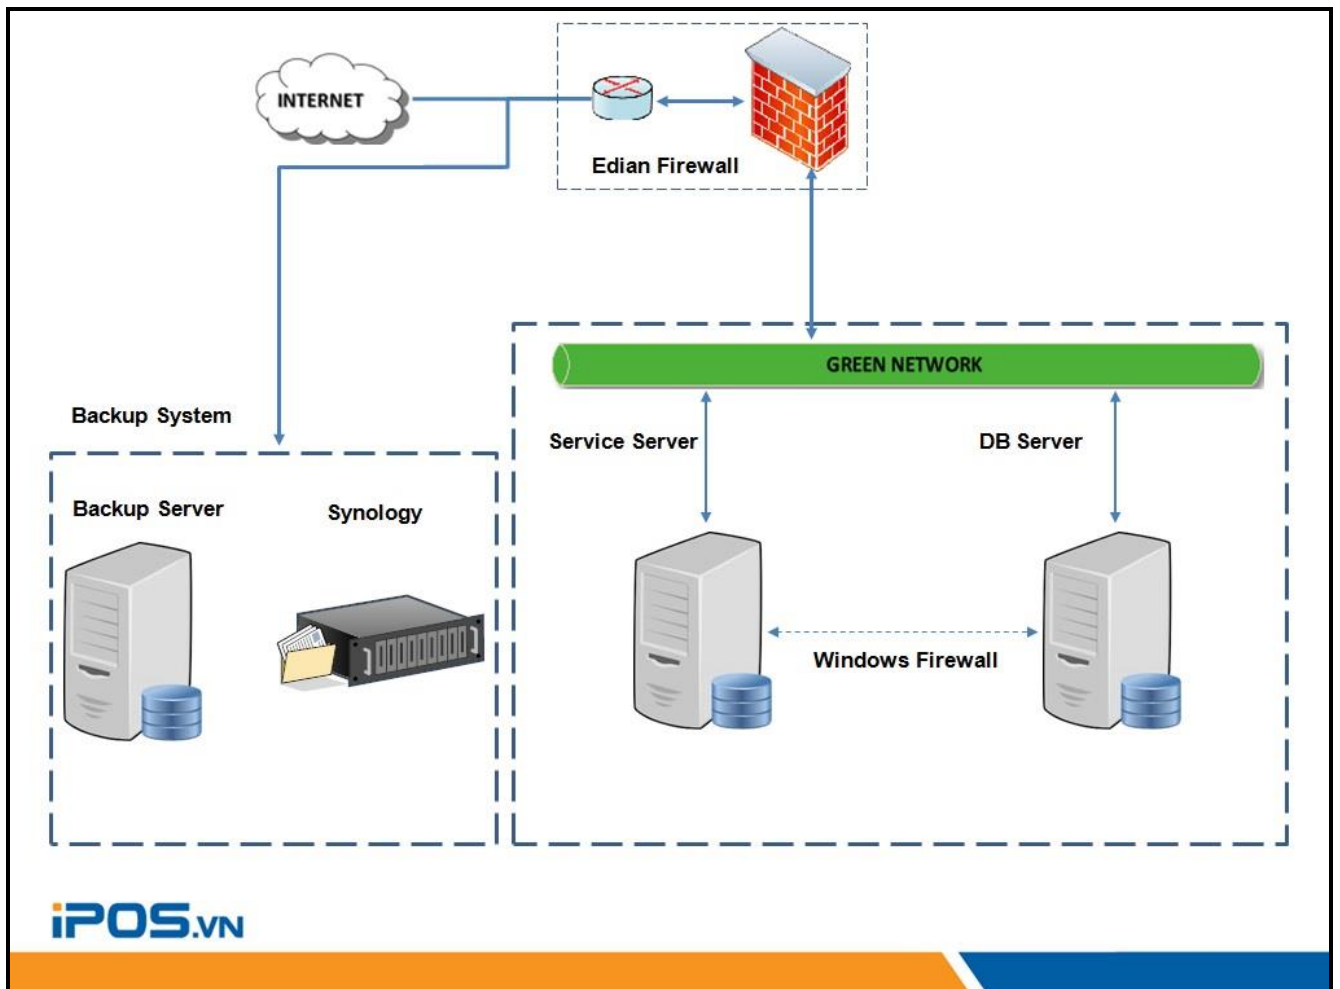 INTERNET
Edian Firewall
GREEN NETWORK
Backup System
Service Server
DB Server
Backup Server
Synology
Windows Firewall
iPOS.VN